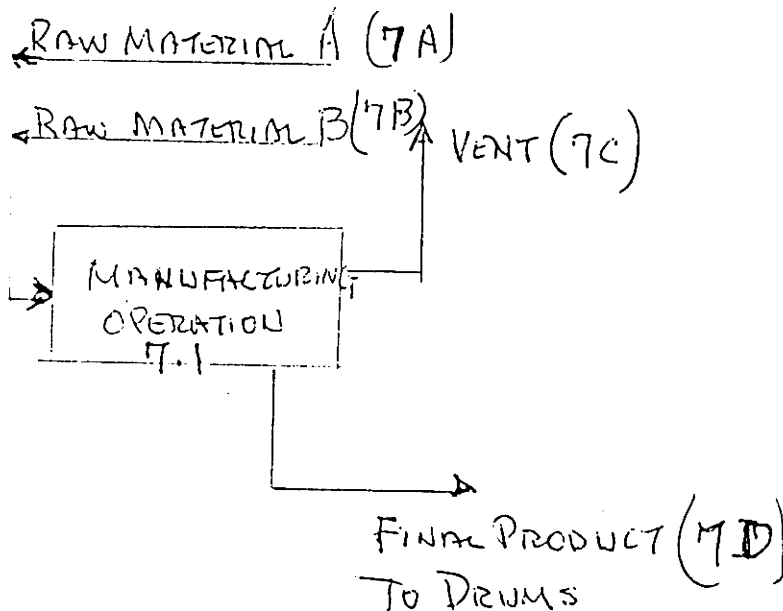 RAW MATERIAL A (7A)
RAW MATERIAL B (7B)
VENT (7C)
MANUFACTURING
OPERATION
7.1
FINAL PRODUCT (7D)
TO DRUMS